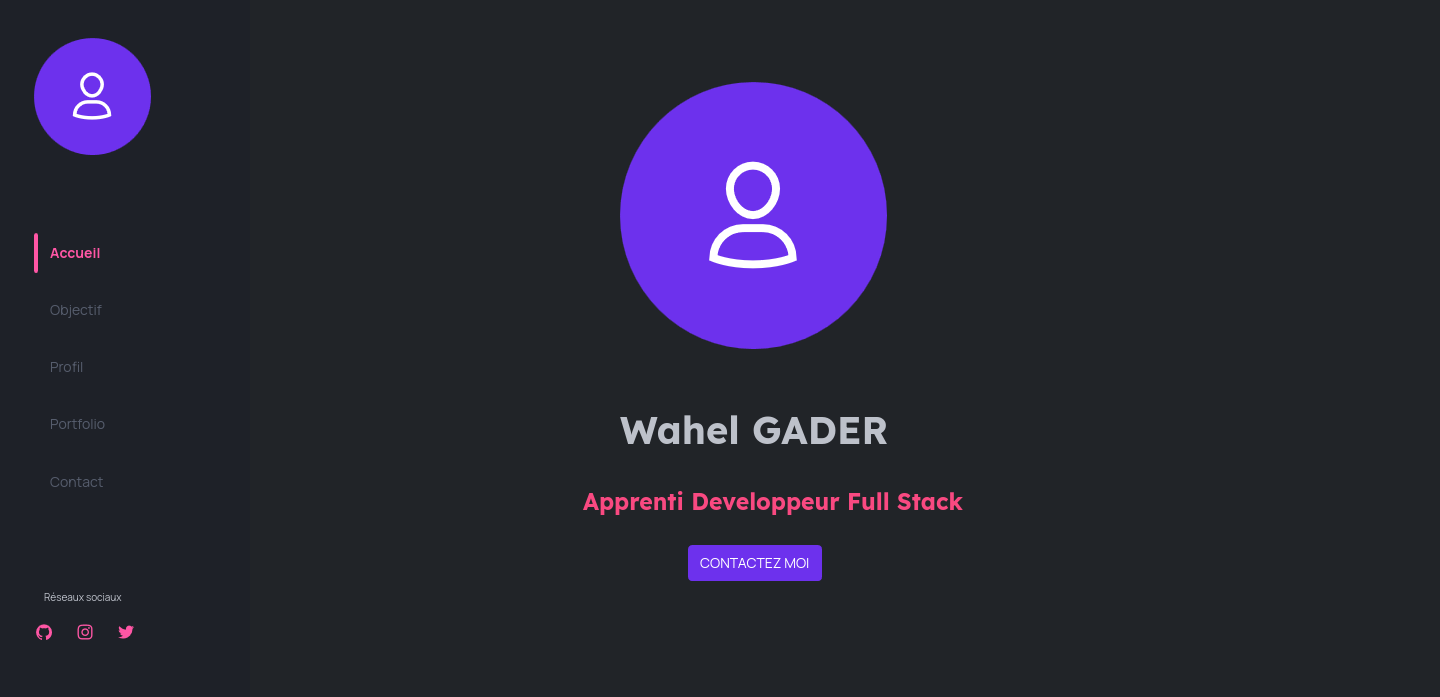 Accueil
Objectif
Profil
Portfolio
Contact
Réseaux sociaux
Wahel GADER
Apprenti Developpeur Full Stack
CONTACTEZ MOI